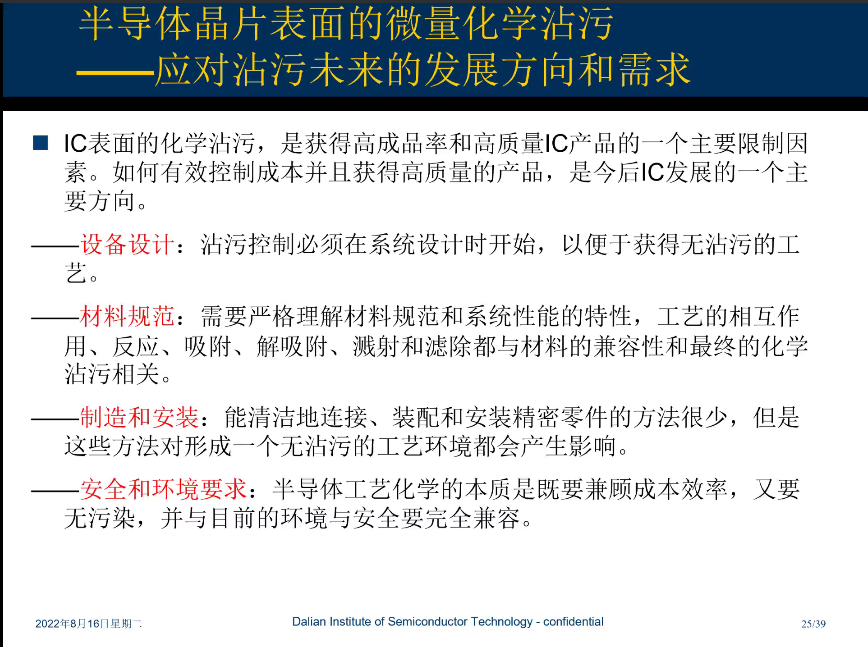 半导体晶片表面的微量化学沾污
——应对沾污未来的发展方向和需求
IC表面的化学沾污，是获得高成品率和高质量IC产品的一个主要限制因
素。如何有效控制成本并且获得高质量的产品，是今后IC发展的一个主
要方向。
——设备设计：沾污控制必须在系统设计时开始，以便于获得无沾污的工
艺。
——材料规范：需要严格理解材料规范和系统性能的特性，工艺的相互作
用、反应、吸附、解吸附、溅射和滤除都与材料的兼容性和最终的化学
沾污相关。
——制造和安装：能清洁地连接、装配和安装精密零件的方法很少，但是
这些方法对形成一个无沾污的工艺环境都会产生影响。
——安全和环境要求：半导体工艺化学的本质是既要兼顾成本效率，又要
无污染，并与目前的环境与安全要完全兼容。
2022年8月16日星期二
Dalian Institute of Semiconductor Technology - confidential
25/39